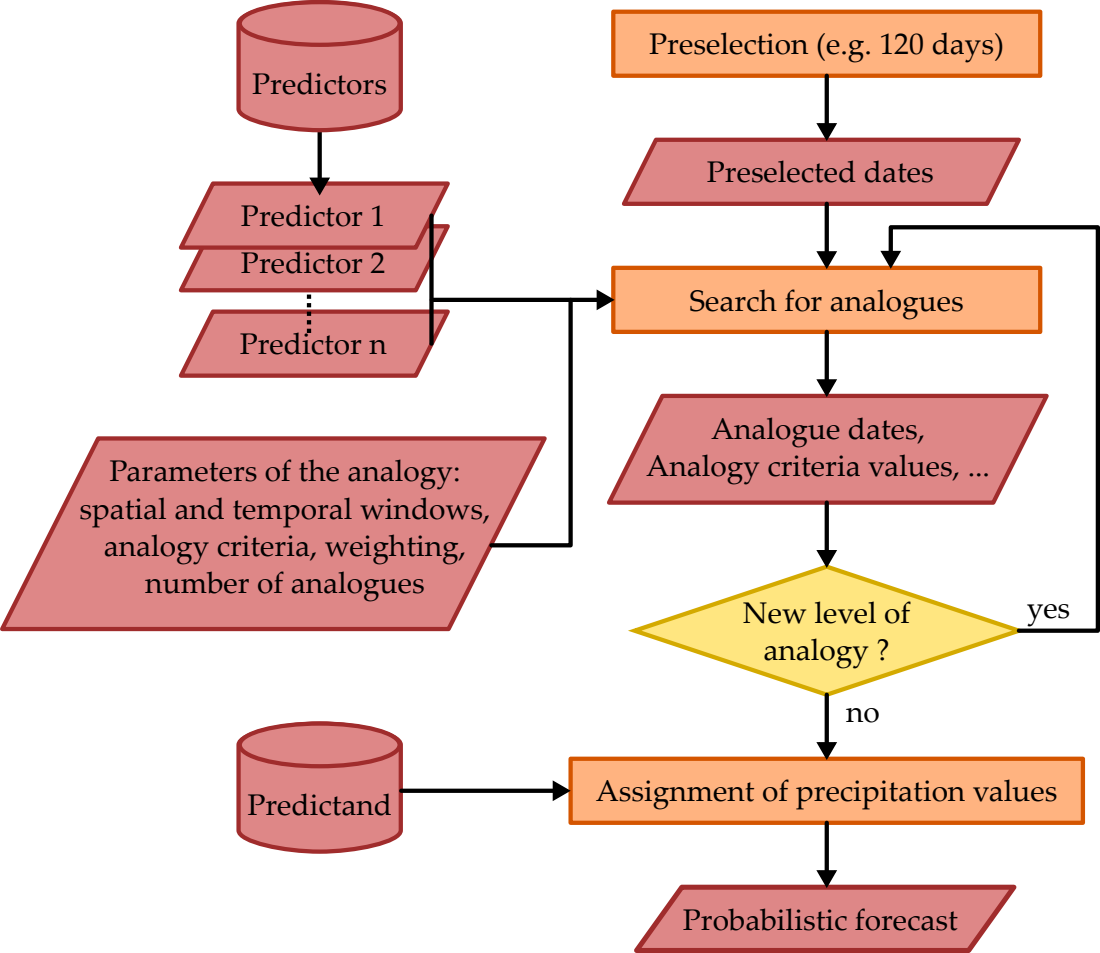 Predictors
Predictor 1
Predictor 2
Predictor n
Parameters of the analogy:
spatial and temporal windows,
analogy criteria, weighting,
number of analogues
Predictand
Preselection (e.g. 120 days)
Preselected dates
Search for analogues
Analogue dates,
Analogy criteria values, ...
New level of
analogy ?
yes
no
Assignment of precipitation values
Probabilistic forecast